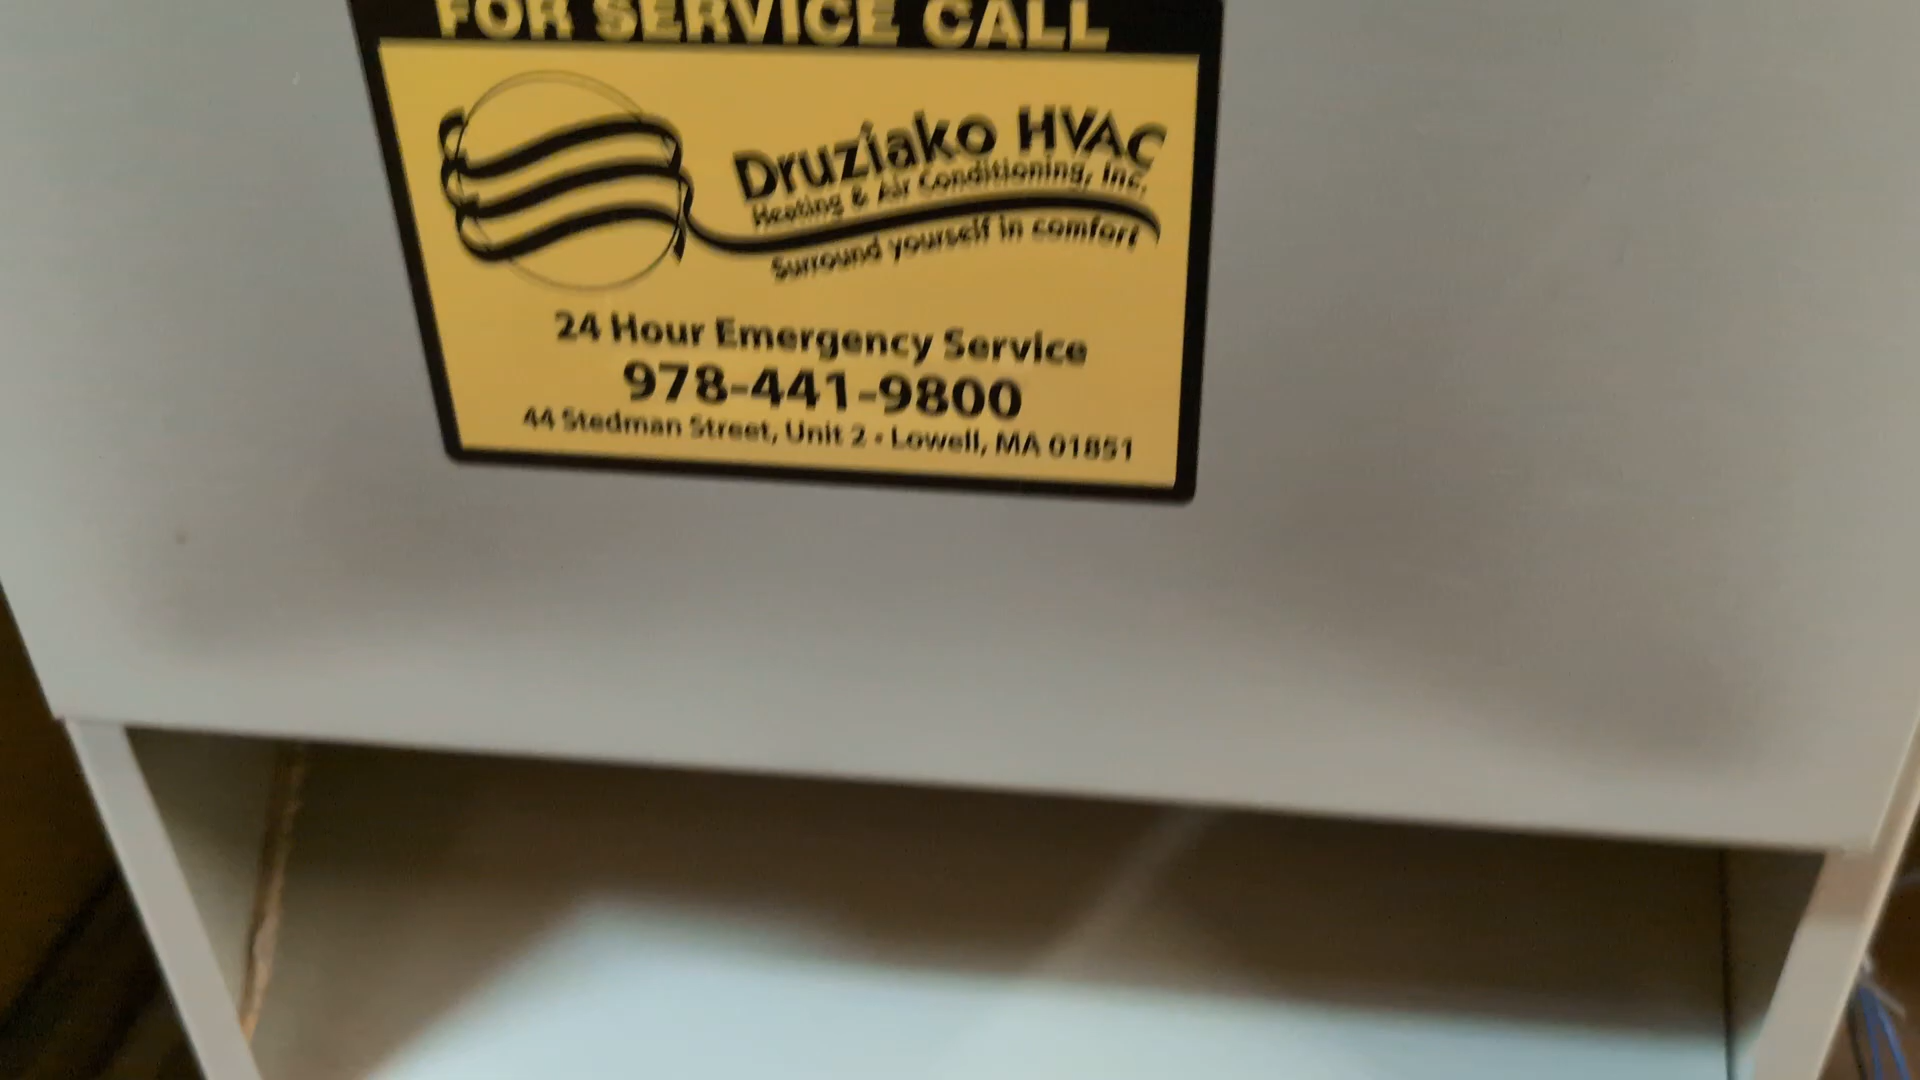 FOR SERVICE CALL
Druziako HVAC
Heating & Air Conditioning, Inc.
Surround yourself in comfort
24 Hour Emergency Service
978-441-9800
44 Stedman Street, Unit 2 • Lowell, MA 01851